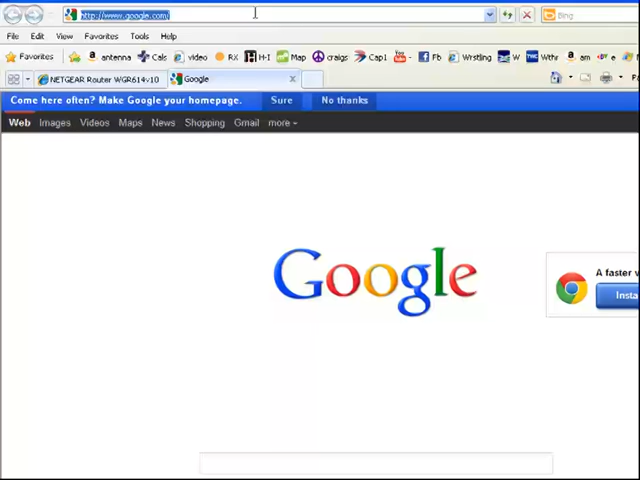 http://www.google.com/
Bing
File Edit View Favorites Tools Help
Favorites antenna Cckls video RX H-I Map craigs Cap1 Fb Wrstling W Wthr am e
NETGEAR Router WGR614v10 Google
Come here often? Make Google your homepage. Sure No thanks
Web Images Videos Maps News Shopping Gmail more
Google
A faster
Insta